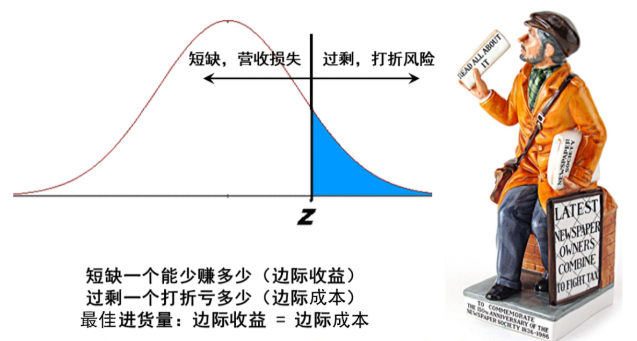 短缺，营收损失
过剩，打折风险
Z
短缺一个能少赚多少（边际收益）
过剩一个打折亏多少（边际成本）
最佳进货量：边际收益 = 边际成本
READ ALL ABOUT
IT
NEWSPAPER
SOCIETY
LATEST
NEWSPAPER
OWNERS
COMBINE
TO FIGHT TAX
TO COMMEMORATE
THE 150TH ANNIVERSARY OF THE
NEWSPAPER SOCIETY 1836-1986